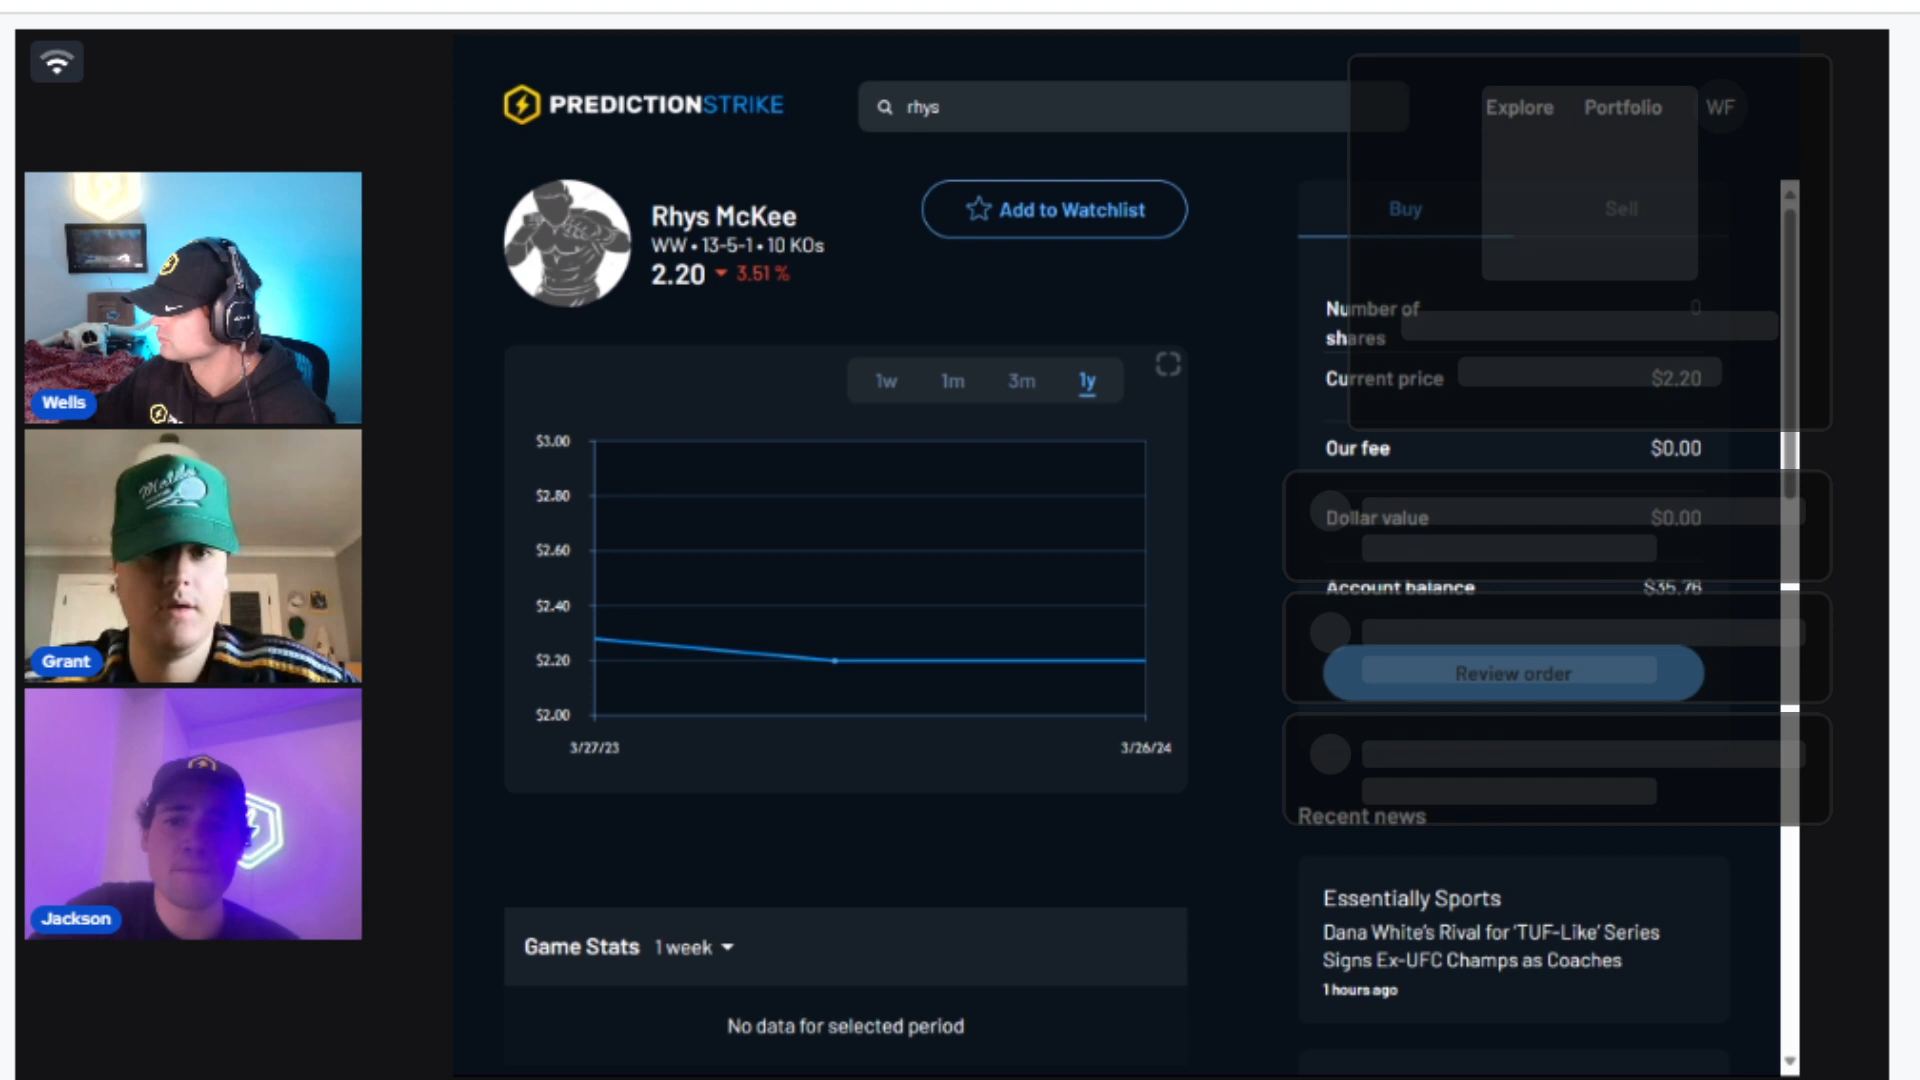 PREDICTIONSTRIKE
rhys
Explore
Portfolio
WF
Rhys McKee
WW • 13-5-1 • 10 KOs
2.20 3.51 %
Add to Watchlist
Buy
Sell
Number of
shares
0
Current price
$2.20
Our fee
$0.00
Dollar value
$0.00
Account balance
$35.76
Review order
1w
1m
3m
1y
$3.00
$2.80
$2.60
$2.40
$2.20
$2.00
3/27/23
3/26/24
Game Stats
1 week
No data for selected period
Recent news
Essentially Sports
Dana White's Rival for 'TUF-Like' Series
Signs Ex-UFC Champs as Coaches
1 hours ago
Wells
Grant
Jackson